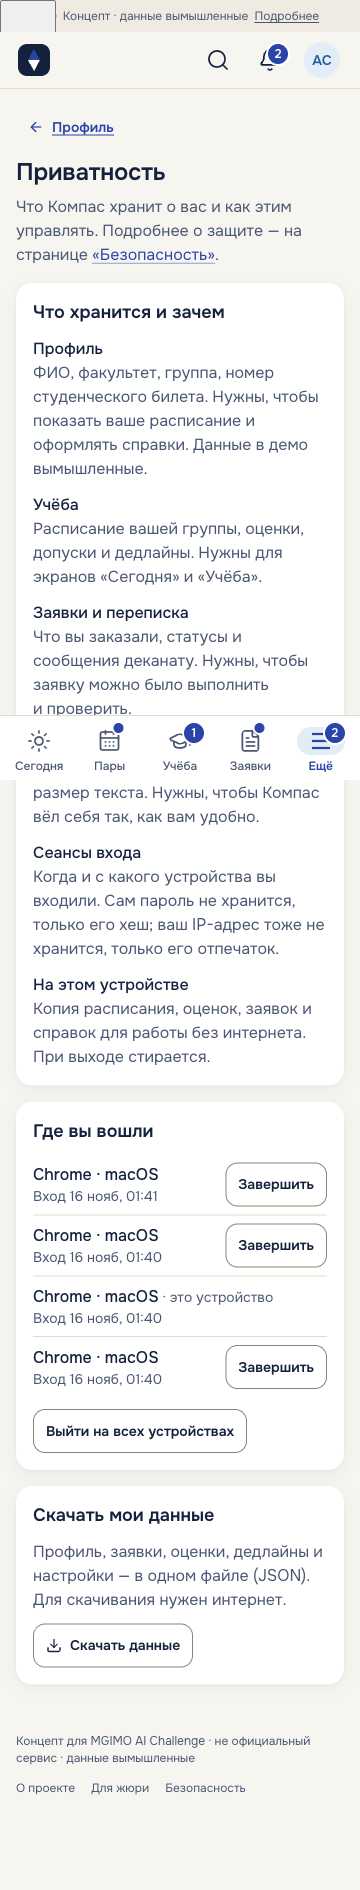 Концепт · данные вымышленные Подробнее
2
АС
Профиль
Приватность
Что Компас хранит о вас и как этим
управлять. Подробнее о защите — на
странице «Безопасность».
Что хранится и зачем
Профиль
ФИО, факультет, группа, номер
студенческого билета. Нужны, чтобы
показать ваше расписание и
оформлять справки. Данные в демо
вымышленные.
Учёба
Расписание вашей группы, оценки,
допуски и дедлайны. Нужны для
экранов «Сегодня» и «Учёба».
Заявки и переписка
Что вы заказали, статусы и
сообщения деканату. Нужны, чтобы
заявку можно было выполнить
и проверить.
1
2
Сегодня Пары Учёба Заявки Ещё
размер текста. Нужны, чтобы Компас
вёл себя так, как вам удобно.
Сеансы входа
Когда и с какого устройства вы
входили. Сам пароль не хранится,
только его хеш; ваш IP-адрес тоже не
хранится, только его отпечаток.
На этом устройстве
Копия расписания, оценок, заявок и
справок для работы без интернета.
При выходе стирается.
Где вы вошли
Chrome · macOS
Вход 16 нояб, 01:41
Завершить
Chrome · macOS
Вход 16 нояб, 01:40
Завершить
Chrome · macOS · это устройство
Вход 16 нояб, 01:40
Chrome · macOS
Вход 16 нояб, 01:40
Завершить
Выйти на всех устройствах
Скачать мои данные
Профиль, заявки, оценки, дедлайны и
настройки — в одном файле (JSON).
Для скачивания нужен интернет.
Скачать данные
Концепт для MGIMO AI Challenge · не официальный
сервис · данные вымышленные
О проекте Для жюри Безопасность